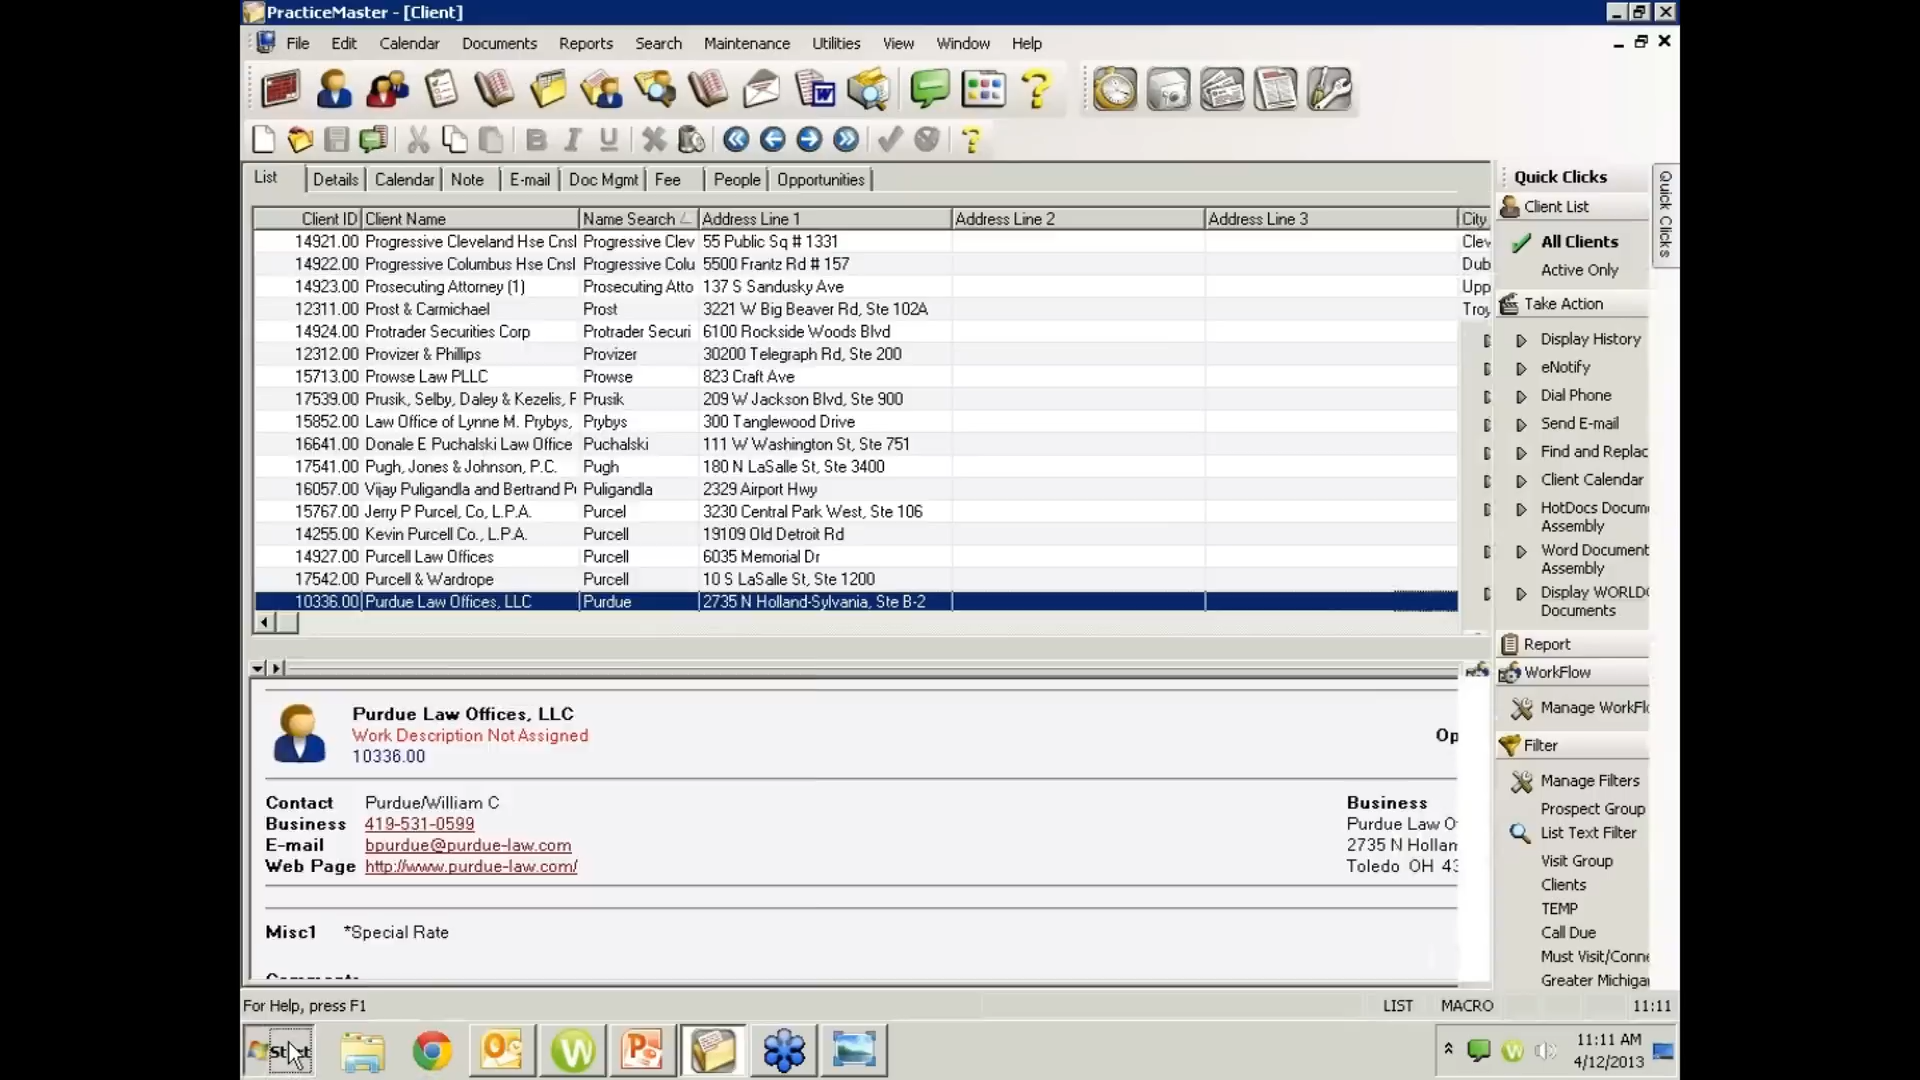 PracticeMaster - [Client]
File Edit Calendar Documents Reports Search Maintenance Utilities View Window Help
List Details Calendar Note E-mail Doc Mgmt Fee People Opportunities
Client ID Client Name Name Search Address Line 1 Address Line 2 Address Line 3 City
14921.00 Progressive Cleveland Hse Cnsl Progressive Clev 55 Public Sq # 1331 Clev
14922.00 Progressive Columbus Hse Cnsl Progressive Colu 5500 Frantz Rd # 157 Dub
14923.00 Prosecuting Attorney (1) Prosecuting Atto 137 S Sandusky Ave Upp
12311.00 Prost & Carmichael Prost 3221 W Big Beaver Rd, Ste 102A Troy
14924.00 Protrader Securities Corp Protrader Securi 6100 Rockside Woods Blvd
12312.00 Provizer & Phillips Provizer 30200 Telegraph Rd, Ste 200
15713.00 Prowse Law PLLC Prowse 823 Craft Ave
17539.00 Prusik, Selby, Daley & Kezelis, F Prusik 209 W Jackson Blvd, Ste 900
15852.00 Law Office of Lynne M. Prybys, Prybys 300 Tanglewood Drive
16641.00 Donale E Puchalski Law Office Puchalski 111 W Washington St, Ste 751
17541.00 Pugh, Jones & Johnson, P.C. Pugh 180 N LaSalle St, Ste 3400
16057.00 Vijay Puligandla and Bertrand Pu Puligandla 2329 Airport Hwy
15767.00 Jerry P Purcel, Co, L.P.A. Purcel 3230 Central Park West, Ste 106
14255.00 Kevin Purcell Co., L.P.A. Purcell 19109 Old Detroit Rd
14927.00 Purcell Law Offices Purcell 6035 Memorial Dr
17542.00 Purcell & Wardrope Purcell 10 S LaSalle St, Ste 1200
10336.00 Purdue Law Offices, LLC Purdue 2735 N Holland-Sylvania, Ste B-2
Purdue Law Offices, LLC
Work Description Not Assigned
10336.00
Op
Contact Purdue/William C
Business 419-531-0599
E-mail bpurdue@purdue-law.com
Web Page http://www.purdue-law.com/
Business
Purdue Law O
2735 N Hollan
Toledo OH 43
Misc1 *Special Rate
Comments
Quick Clicks
Quick Clicks
Client List
All Clients
Active Only
Take Action
Display History
eNotify
Dial Phone
Send E-mail
Find and Replac
Client Calendar
HotDocs Docum
Assembly
Word Document
Assembly
Display WORLD
Documents
Report
WorkFlow
Manage WorkFlo
Filter
Manage Filters
Prospect Group
List Text Filter
Visit Group
Clients
TEMP
Call Due
Must Visit/Conne
Greater Michiga
For Help, press F1 LIST MACRO 11:11
Start
11:11 AM
4/12/2013